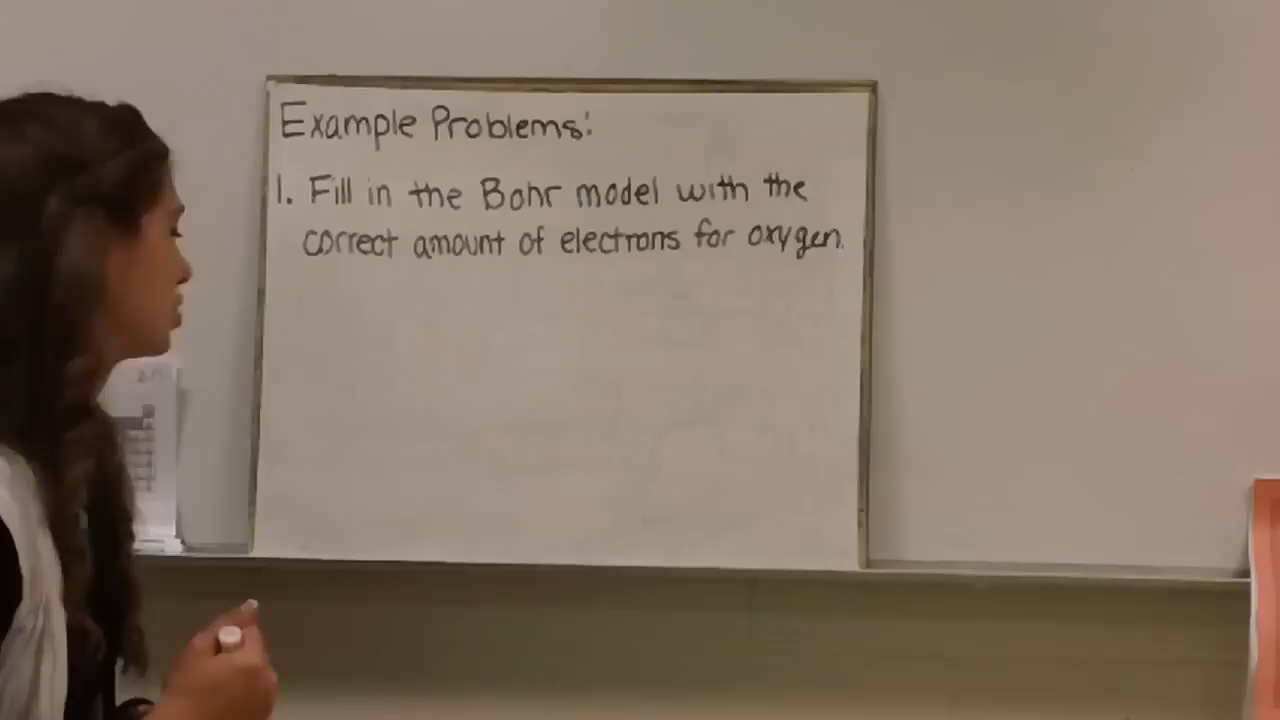 Example Problems:
1. Fill in the Bohr model with the
correct amount of electrons for oxygen.